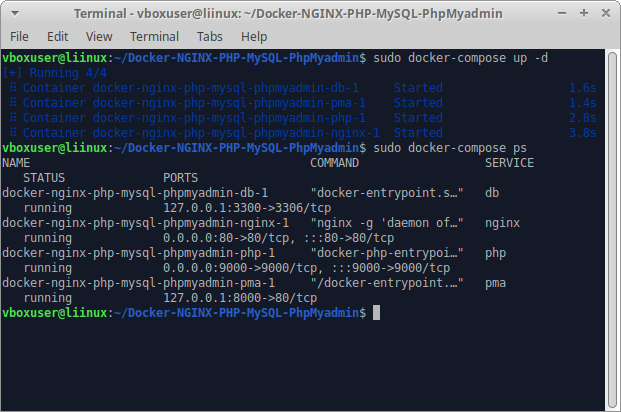 Terminal - vboxuser@liinux: ~/Docker-NGINX-PHP-MySQL-PhpMyadmin
File Edit View Terminal Tabs Help
vboxuser@liinux:~/Docker-NGINX-PHP-MySQL-PhpMyadmin$ sudo docker-compose up -d
[+] Running 4/4
⠿ Container docker-nginx-php-mysql-phpmyadmin-db-1 Started 1.6s
⠿ Container docker-nginx-php-mysql-phpmyadmin-pma-1 Started 1.4s
⠿ Container docker-nginx-php-mysql-phpmyadmin-php-1 Started 2.8s
⠿ Container docker-nginx-php-mysql-phpmyadmin-nginx-1 Started 3.8s
vboxuser@liinux:~/Docker-NGINX-PHP-MySQL-PhpMyadmin$ sudo docker-compose ps
NAME COMMAND SERVICE
STATUS PORTS
docker-nginx-php-mysql-phpmyadmin-db-1 "docker-entrypoint.s…" db
running 127.0.0.1:3300->3306/tcp
docker-nginx-php-mysql-phpmyadmin-nginx-1 "nginx -g 'daemon of…" nginx
running 0.0.0.0:80->80/tcp, :::80->80/tcp
docker-nginx-php-mysql-phpmyadmin-php-1 "docker-php-entrypoi…" php
running 0.0.0.0:9000->9000/tcp, :::9000->9000/tcp
docker-nginx-php-mysql-phpmyadmin-pma-1 "/docker-entrypoint.…" pma
running 127.0.0.1:8000->80/tcp
vboxuser@liinux:~/Docker-NGINX-PHP-MySQL-PhpMyadmin$